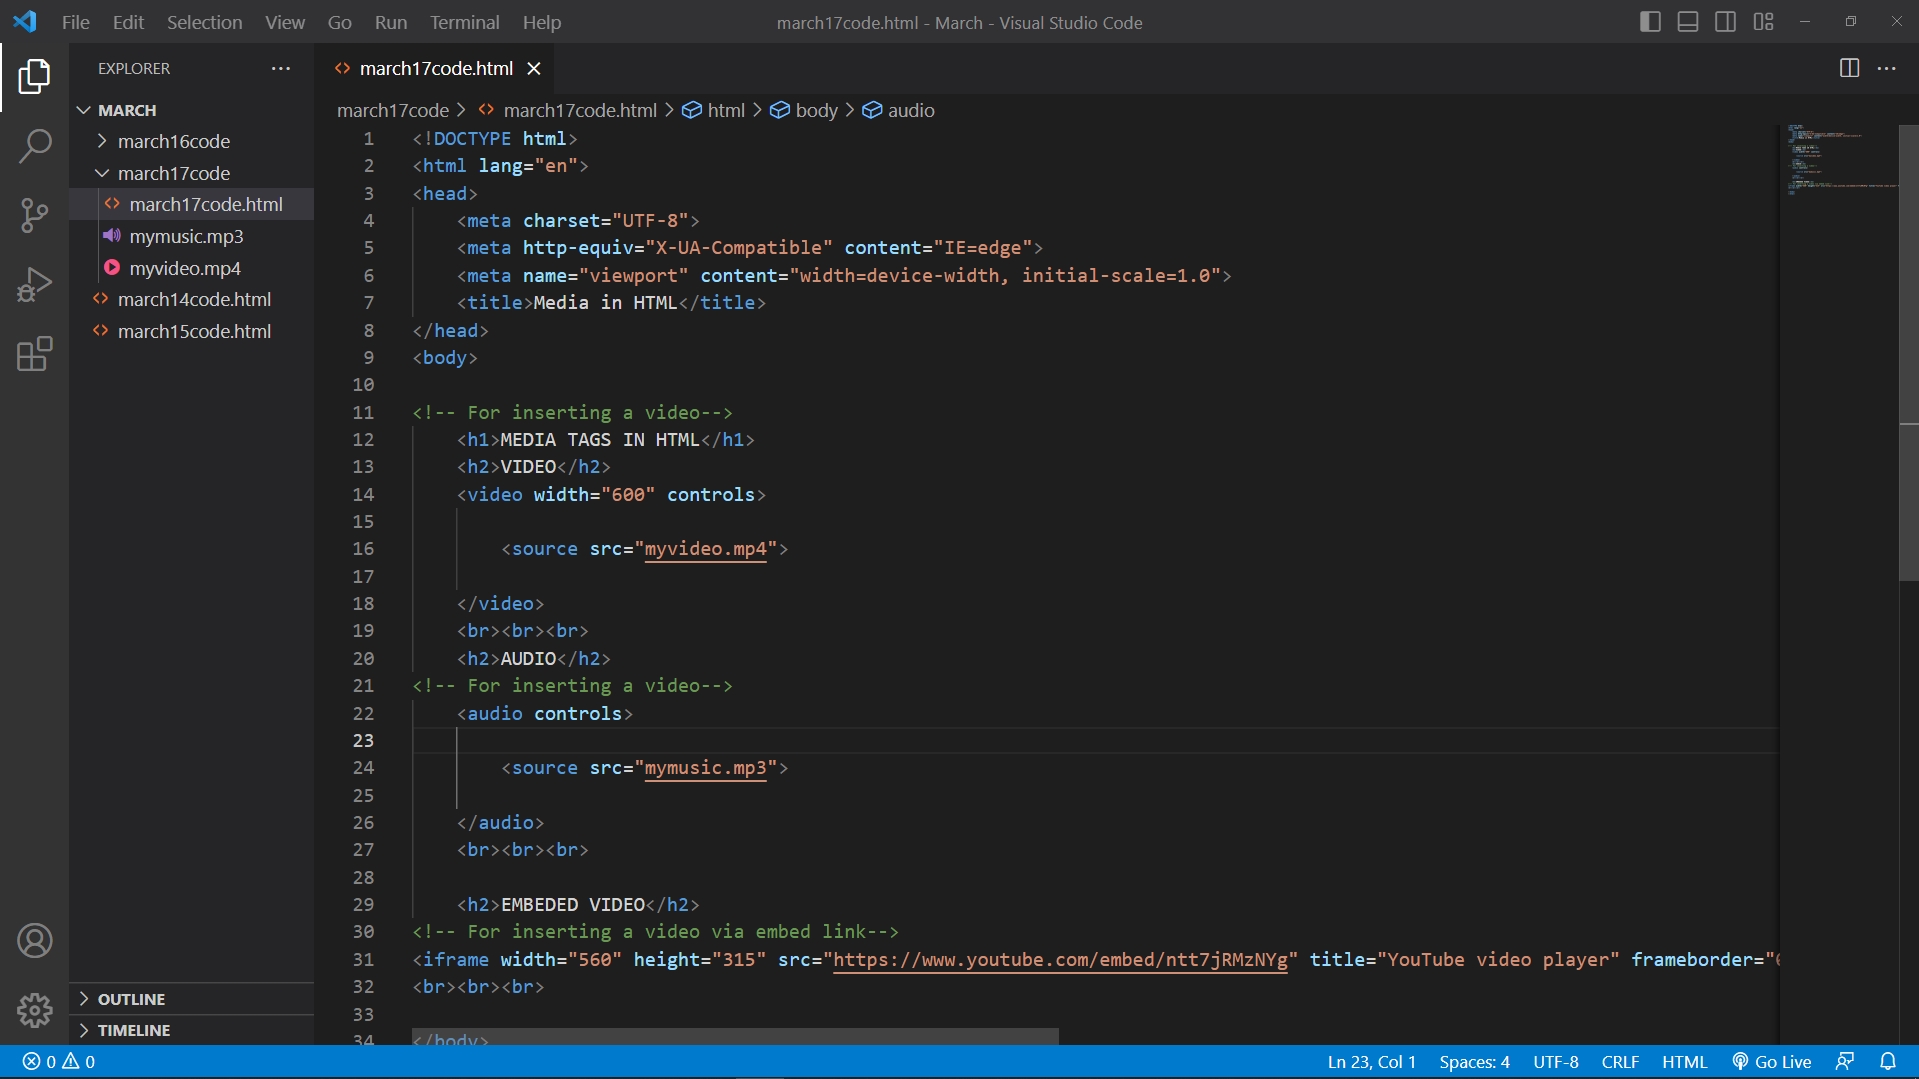 File Edit Selection View Go Run Terminal Help
march17code.html - March - Visual Studio Code
EXPLORER
march17code.html
MARCH
march16code
march17code
march17code.html
mymusic.mp3
myvideo.mp4
march14code.html
march15code.html
OUTLINE
TIMELINE
march17code > march17code.html > html > body > audio
1 <!DOCTYPE html>
2 <html lang="en">
3 <head>
4 <meta charset="UTF-8">
5 <meta http-equiv="X-UA-Compatible" content="IE=edge">
6 <meta name="viewport" content="width=device-width, initial-scale=1.0">
7 <title>Media in HTML</title>
8 </head>
9 <body>
10
11 <!-- For inserting a video-->
12 <h1>MEDIA TAGS IN HTML</h1>
13 <h2>VIDEO</h2>
14 <video width="600" controls>
15
16 <source src="myvideo.mp4">
17
18 </video>
19 <br><br><br>
20 <h2>AUDIO</h2>
21 <!-- For inserting a video-->
22 <audio controls>
23
24 <source src="mymusic.mp3">
25
26 </audio>
27 <br><br><br>
28
29 <h2>EMBEDED VIDEO</h2>
30 <!-- For inserting a video via embed link-->
31 <iframe width="560" height="315" src="https://www.youtube.com/embed/ntt7jRMzNYg" title="YouTube video player" frameborder="
32 <br><br><br>
33
34 </body>
0 0
Ln 23, Col 1 Spaces: 4 UTF-8 CRLF HTML Go Live